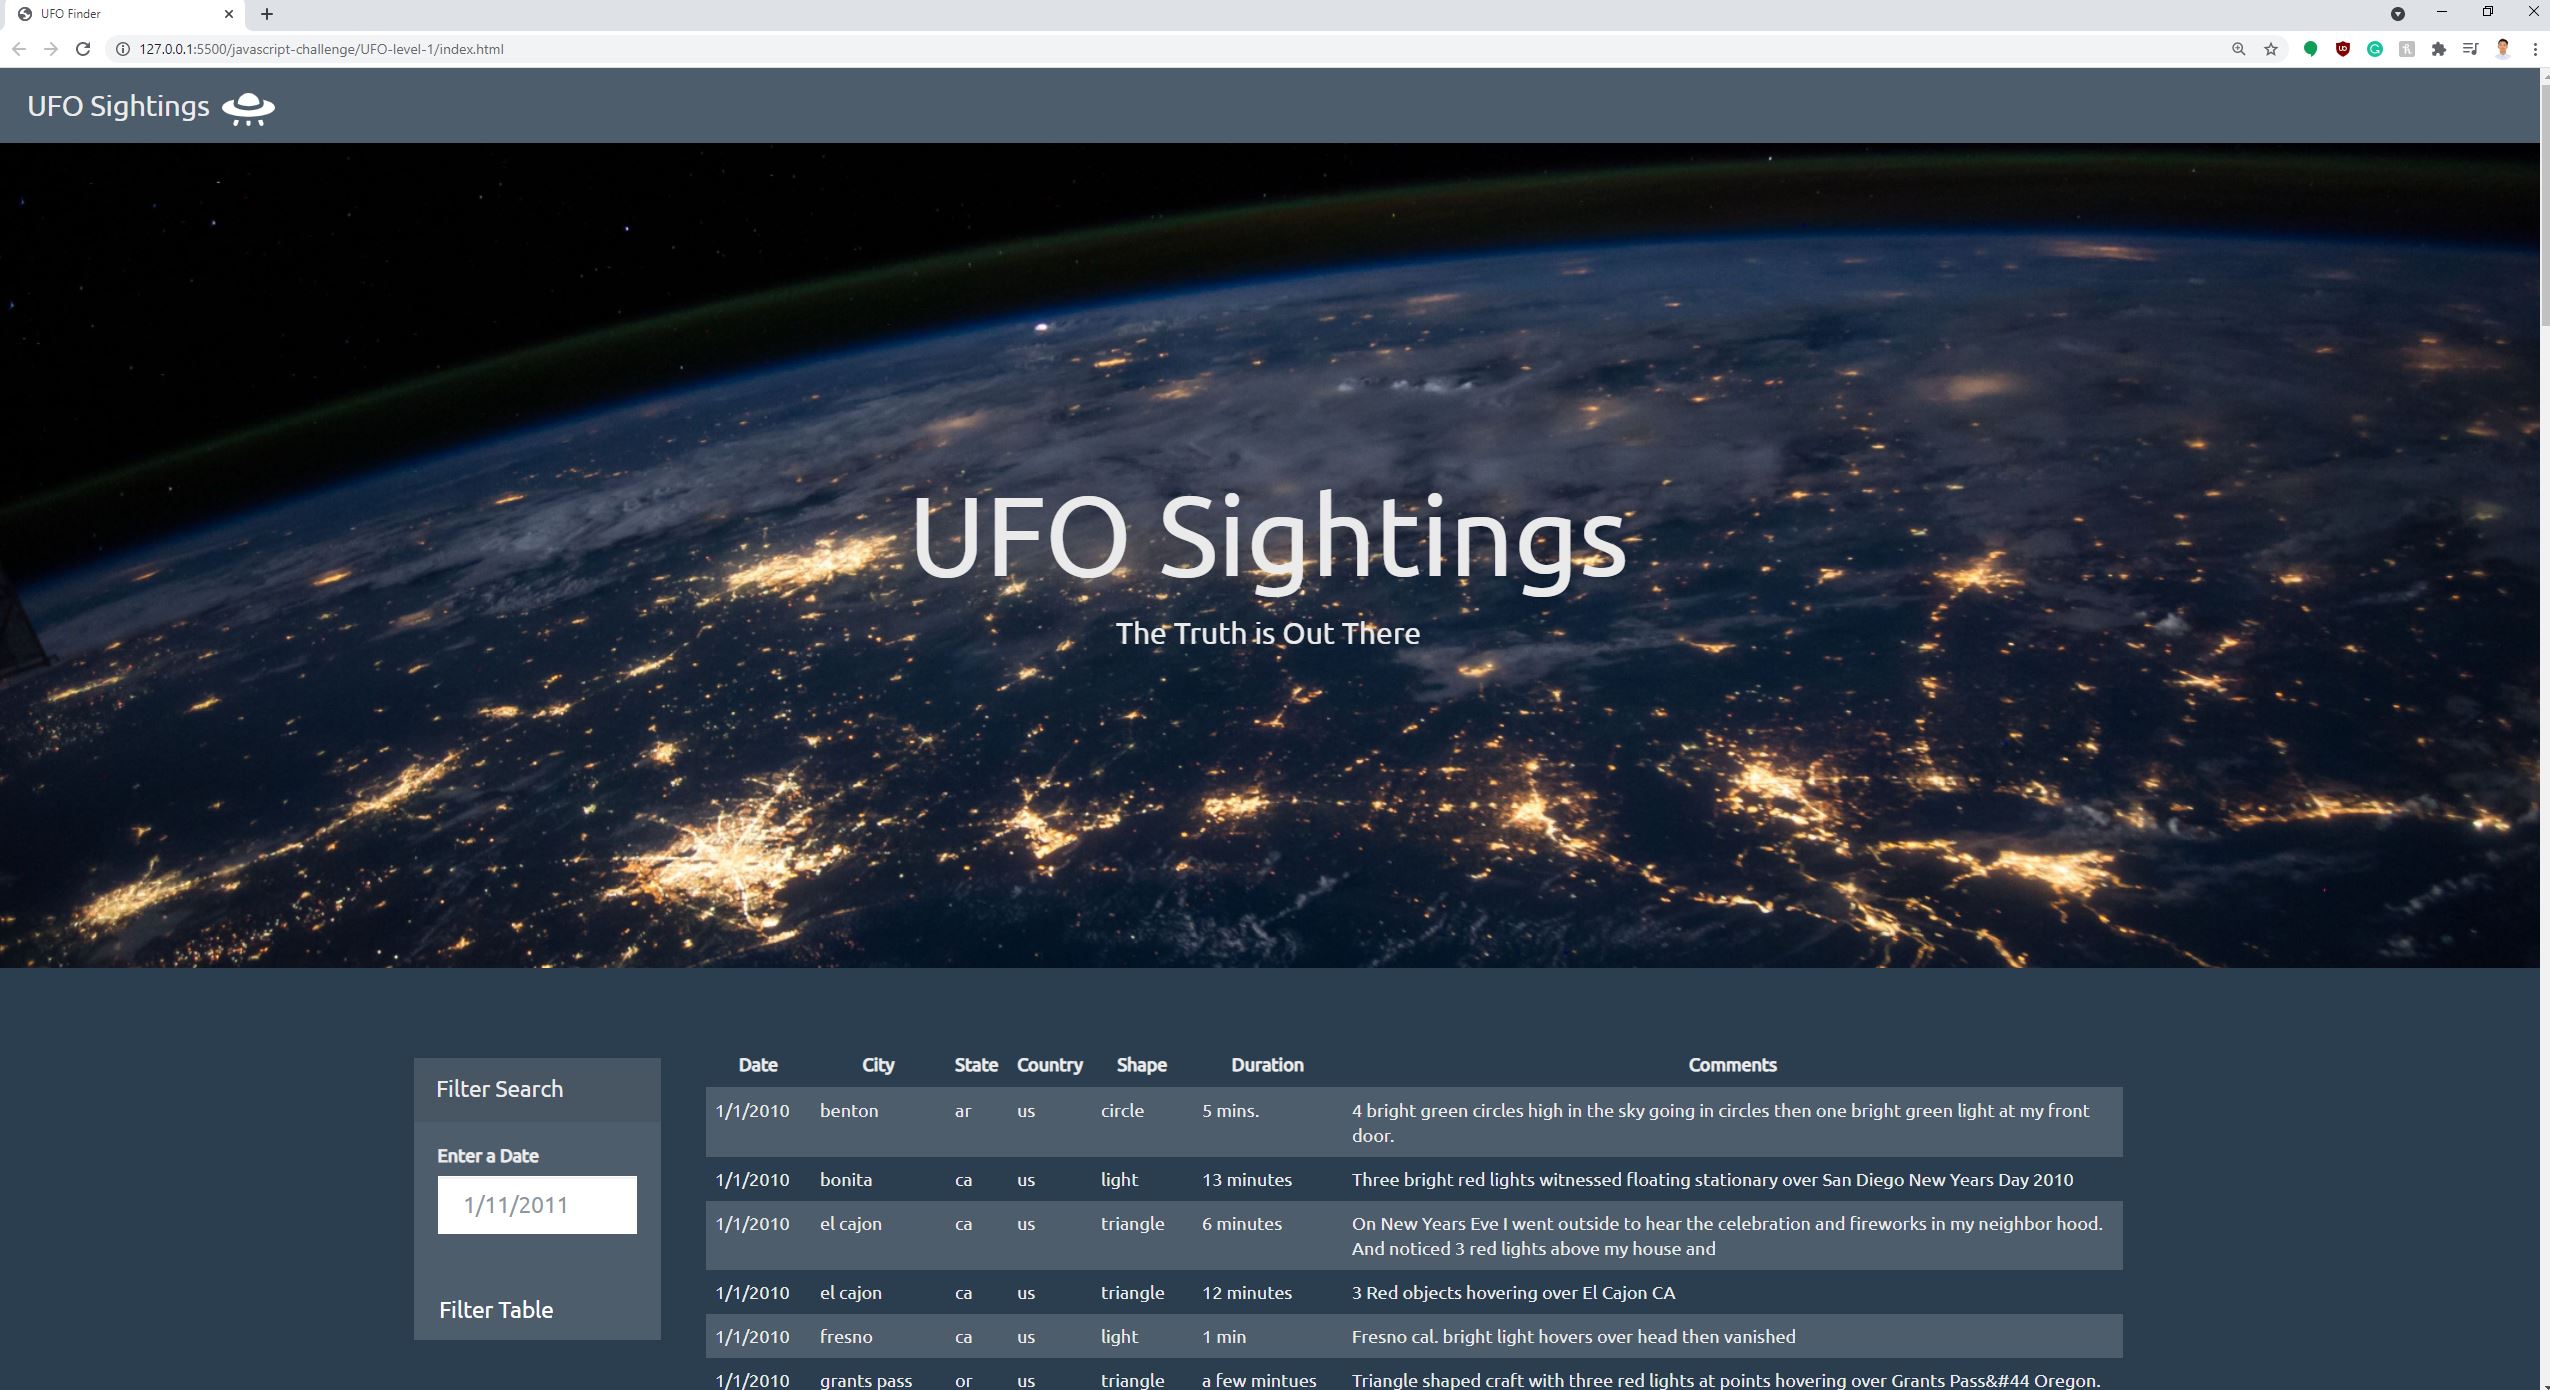 UFO Finder
127.0.0.1:5500/javascript-challenge/UFO-level-1/index.html
UFO Sightings
UFO Sightings
The Truth is Out There
Filter Search
Enter a Date
1/11/2011
Filter Table
Date City State Country Shape Duration Comments
1/1/2010 benton ar us circle 5 mins. 4 bright green circles high in the sky going in circles then one bright green light at my front
door.
1/1/2010 bonita ca us light 13 minutes Three bright red lights witnessed floating stationary over San Diego New Years Day 2010
1/1/2010 el cajon ca us triangle 6 minutes On New Years Eve I went outside to hear the celebration and fireworks in my neighbor hood.
And noticed 3 red lights above my house and
1/1/2010 el cajon ca us triangle 12 minutes 3 Red objects hovering over El Cajon CA
1/1/2010 fresno ca us light 1 min Fresno cal. bright light hovers over head then vanished
1/1/2010 grants pass or us triangle a few mintues Triangle shaped craft with three red lights at points hovering over Grants Pass&#44 Oregon.